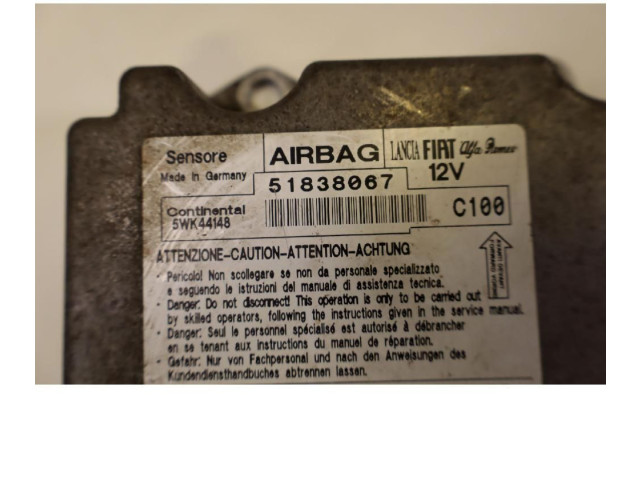 Sensore AIRBAG LANCIA FIAT Alfa Romeo
Made in Germany 51838067 12V
Continental C100
5WK44148
ATTENZIONE-CAUTION-ATTENTION-ACHTUNG
- Pericolo! Non scollegare se non da personale specializzato
e seguendo le istruzioni del manuale di assistenza tecnica.
- Danger: Do not disconnect! This operation is only to be carried out
by skilled operators, following the instructions given in the service manual.
- Danger: Seul le personnel spécialisé est autorisé à débrancher
en se tenant aux instructions du manuel de réparation.
- Gefahr: Nur von Fachpersonal und nach den Anweisungen des
Kundendiensthandbuches abtrennen lassen.
AVANTI DEVANT
FORWARD VORNE